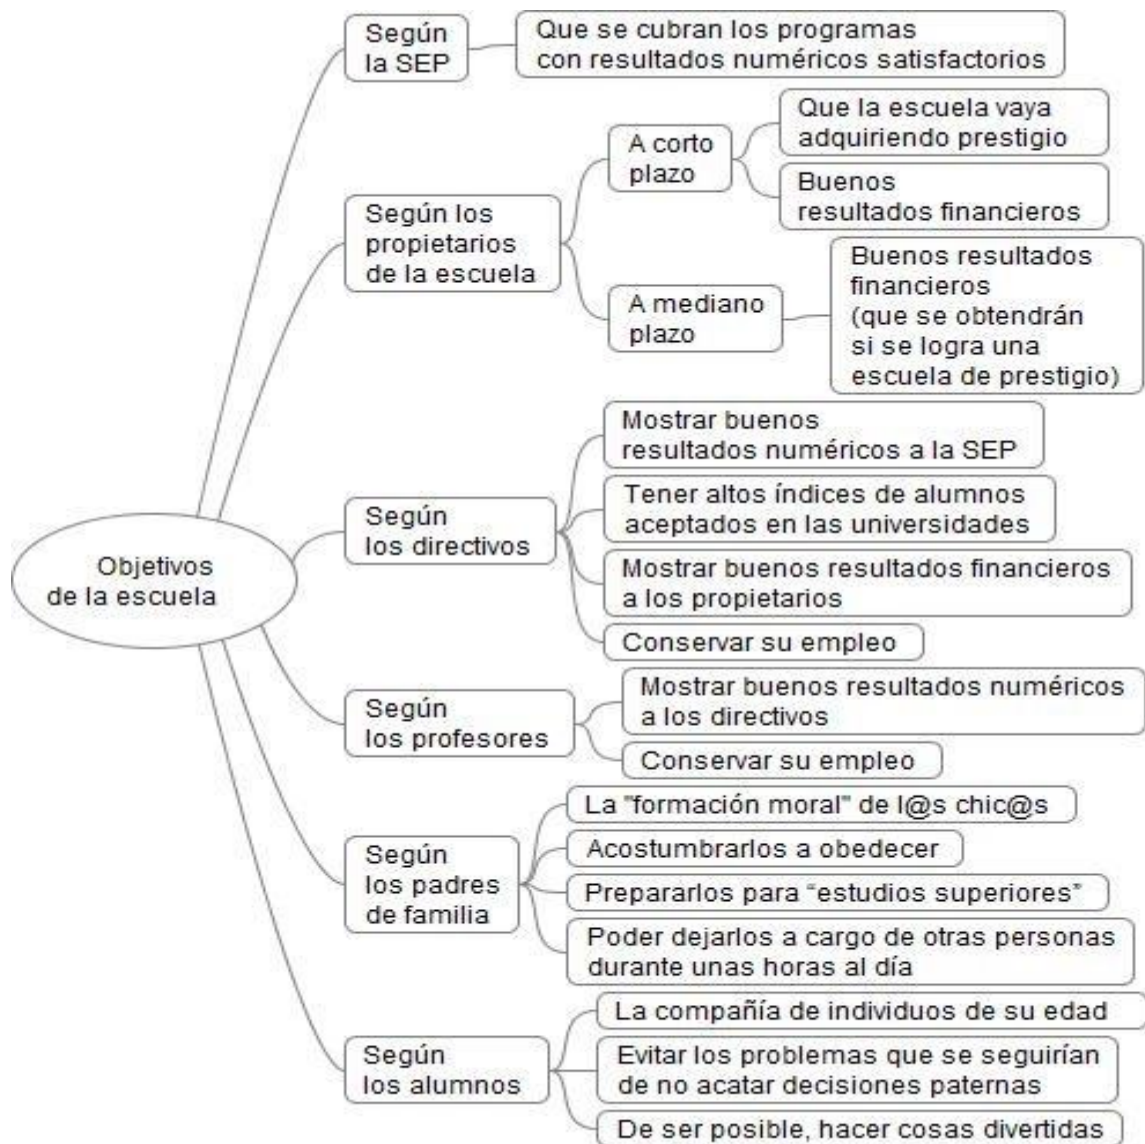 Según
la SEP
Que se cubran los programas
con resultados numéricos satisfactorios
Según los
propietarios
de la escuela
A corto
plazo
Que la escuela vaya
adquiriendo prestigio
Buenos
resultados financieros
A mediano
plazo
Buenos resultados
financieros
(que se obtendrán
si se logra una
escuela de prestigio)
Objetivos
de la escuela
Según
los directivos
Mostrar buenos
resultados numéricos a la SEP
Tener altos índices de alumnos
aceptados en las universidades
Mostrar buenos resultados financieros
a los propietarios
Conservar su empleo
Según
los profesores
Mostrar buenos resultados numéricos
a los directivos
Conservar su empleo
Según
los padres
de familia
La "formación moral" de l@s chic@s
Acostumbrarlos a obedecer
Prepararlos para “estudios superiores”
Poder dejarlos a cargo de otras personas
durante unas horas al día
Según
los alumnos
La compañía de individuos de su edad
Evitar los problemas que se seguirían
de no acatar decisiones paternas
De ser posible, hacer cosas divertidas